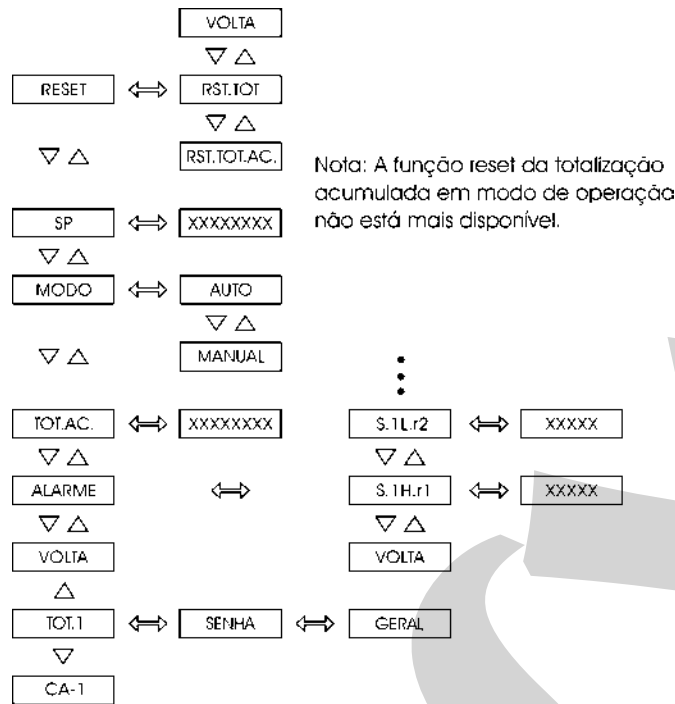 VOLTA
RESET RST.TOT
RST.TOT.AC.
Nota: A função reset da totalização
acumulada em modo de operação
não está mais disponível.
SP XXXXXXXX
MODO AUTO
MANUAL
TOT.AC. XXXXXXXX S.1L.r2 XXXXX
ALARME S.1H.r1 XXXXX
VOLTA VOLTA
TOT.1 SENHA GERAL
CA-1